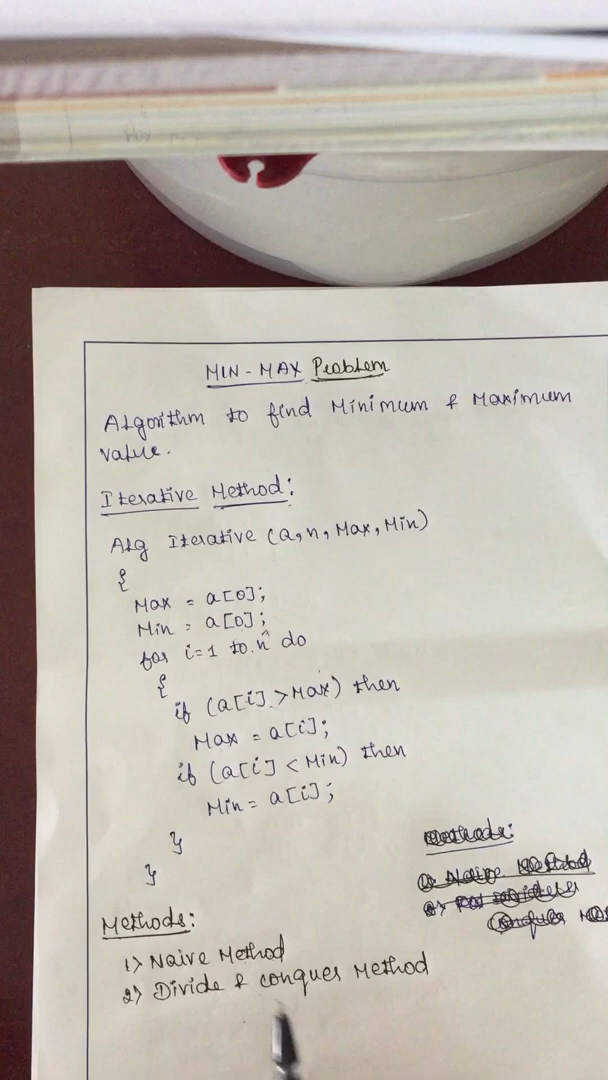 MIN - MAX Problem
Algorithm to find Minimum & Maximum
value.
Iterative Method:
Alg Iterative (a, n, Max, Min)
{
Max = a[0];
Min = a[0];
for i=1 to n do
{
if (a[i] > Max) then
Max = a[i];
if (a[i] < Min) then
Min = a[i];
}
}
Methods:
1) Naive Method
2) Divide & conquer Method